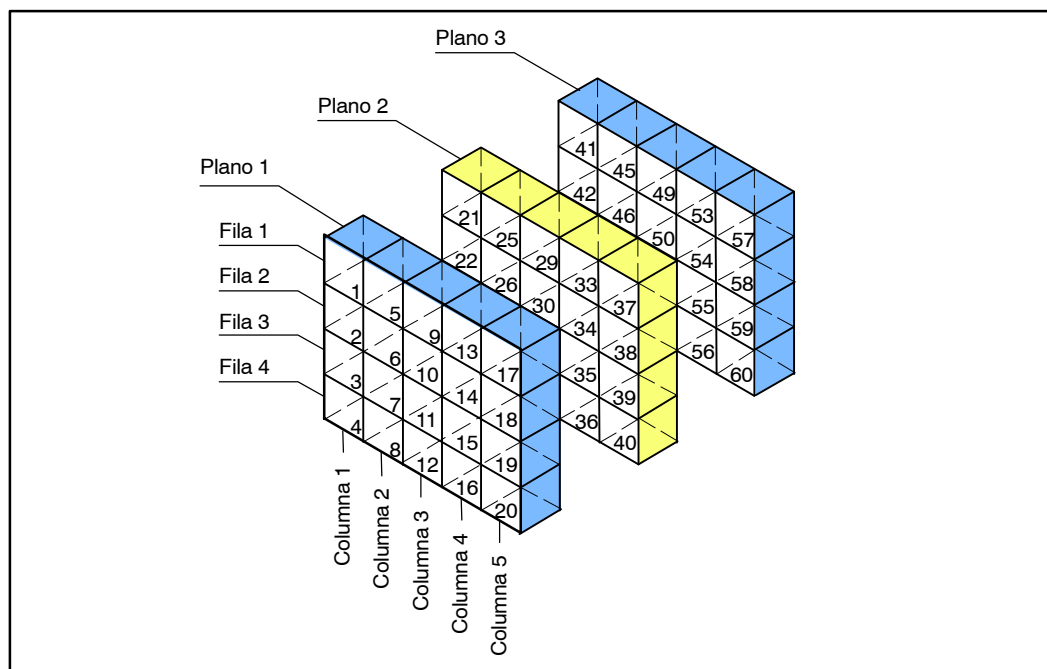 Plano 3
Plano 2
Plano 1
Fila 1
Fila 2
Fila 3
Fila 4
1 5 9 13 17
2 6 10 14 18
3 7 11 15 19
4 8 12 16 20
21 25 29 33 37
22 26 30 34 38
35 39
36 40
41 45 49 53 57
42 46 50 54 58
55 59
56 60
Columna 1
Columna 2
Columna 3
Columna 4
Columna 5